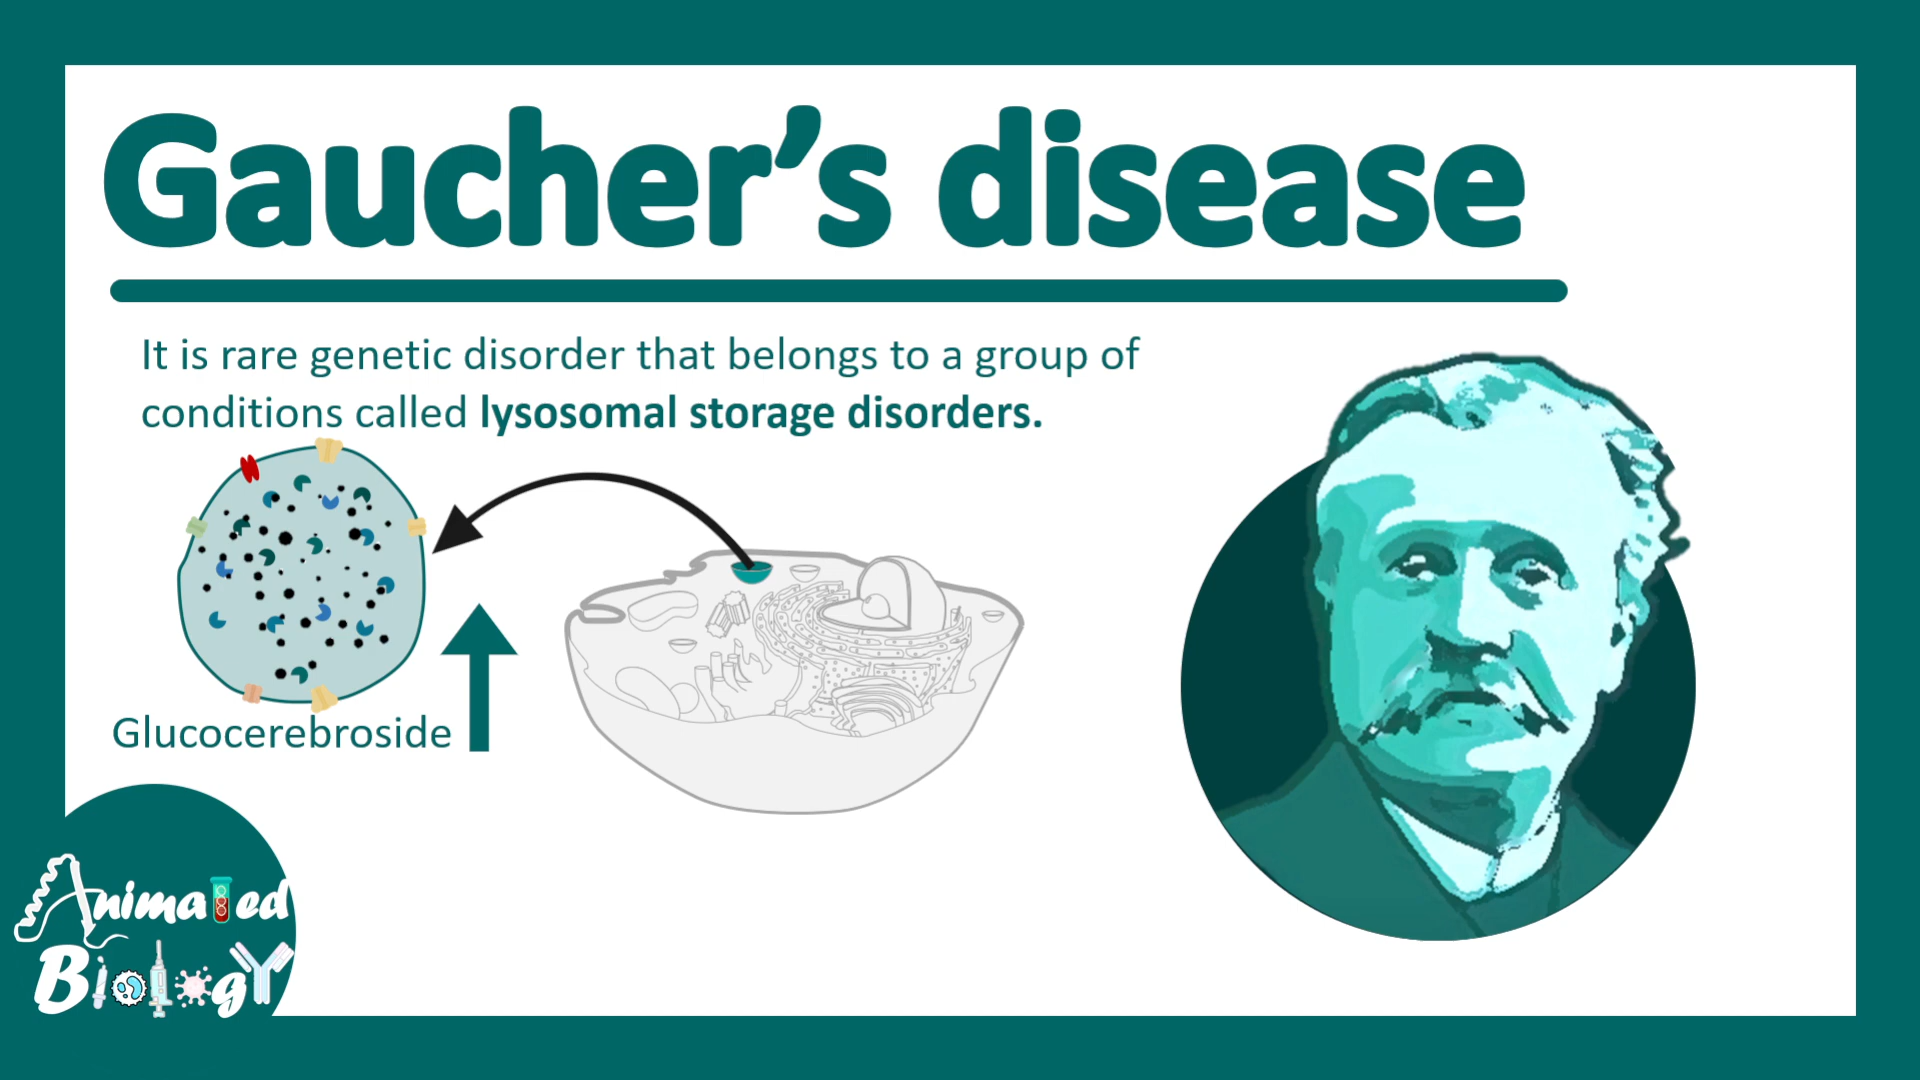 Gaucher’s disease
It is rare genetic disorder that belongs to a group of
conditions called lysosomal storage disorders.
Glucocerebroside
Animated
Biology